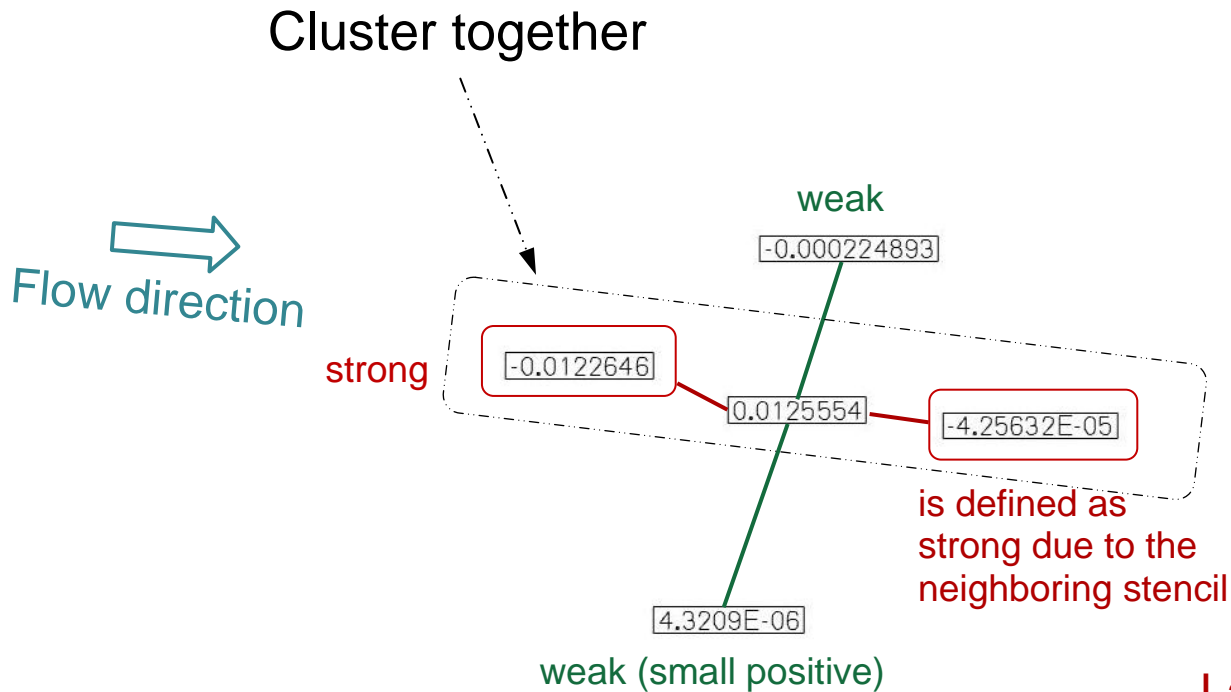 Cluster together
weak
-0.000224893
Flow direction
strong
-0.0122646
0.0125554
-4.25632E-05
is defined as
strong due to the
neighboring stencil
4.3209E-06
weak (small positive)